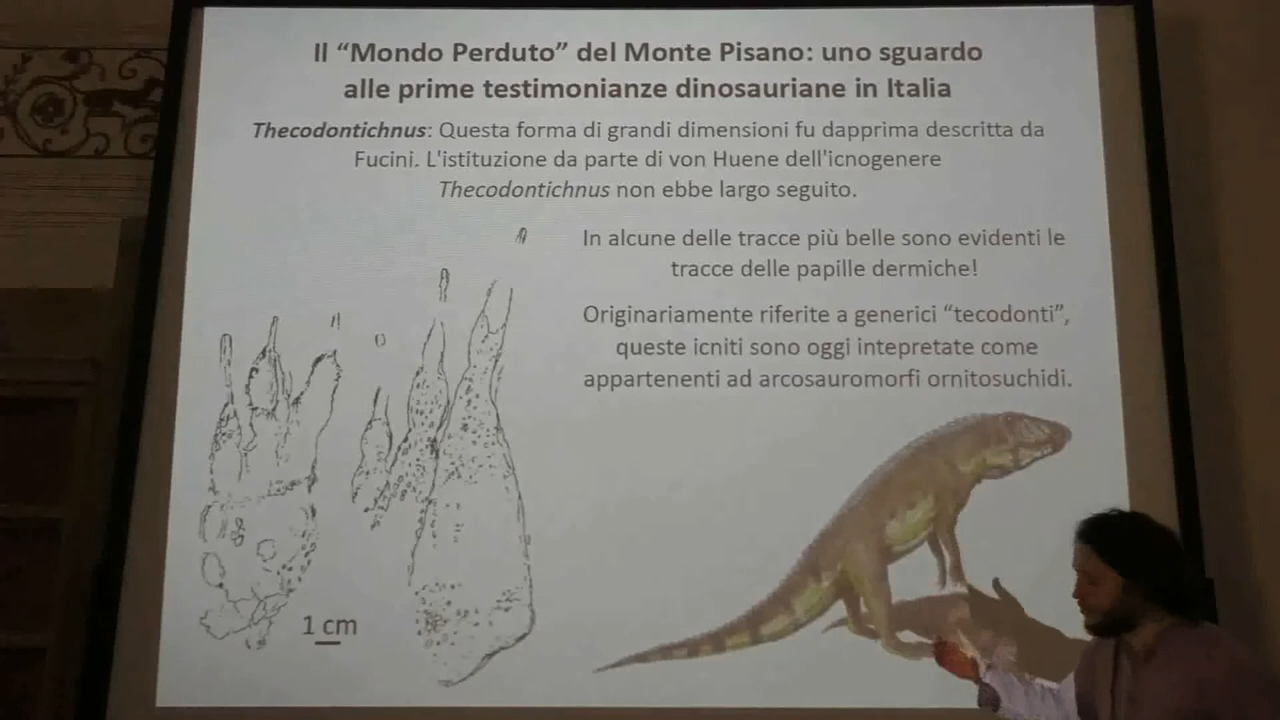 Il “Mondo Perduto” del Monte Pisano: uno sguardo
alle prime testimonianze dinosauriane in Italia
Thecodontichnus: Questa forma di grandi dimensioni fu dapprima descritta da
Fucini. L'istituzione da parte di von Huene dell'icnogenere
Thecodontichnus non ebbe largo seguito.
In alcune delle tracce più belle sono evidenti le
tracce delle papille dermiche!
Originariamente riferite a generici “tecodonti”,
queste icniti sono oggi intepretate come
appartenenti ad arcosauromorfi ornitosuchidi.
1 cm